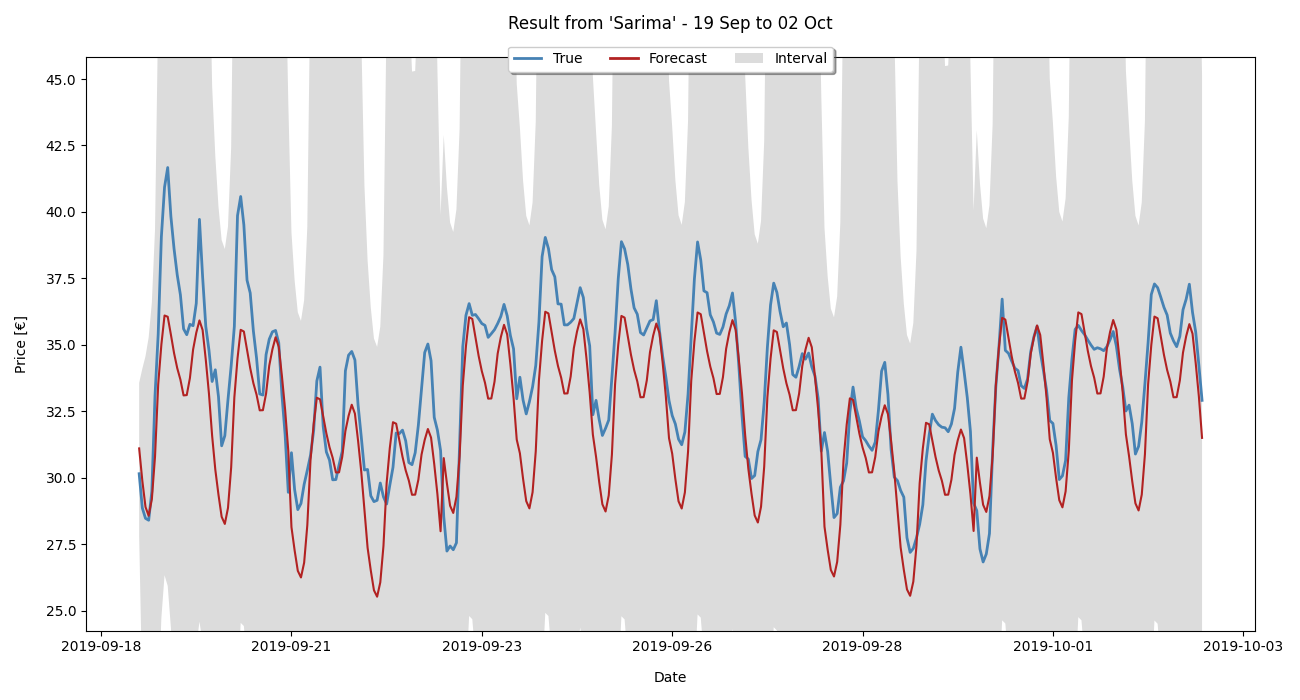 Result from 'Sarima' - 19 Sep to 02 Oct
True Forecast Interval
45.0
42.5
40.0
37.5
35.0
32.5
30.0
27.5
25.0
Price [€]
2019-09-18 2019-09-21 2019-09-23 2019-09-26 2019-09-28 2019-10-01 2019-10-03
Date